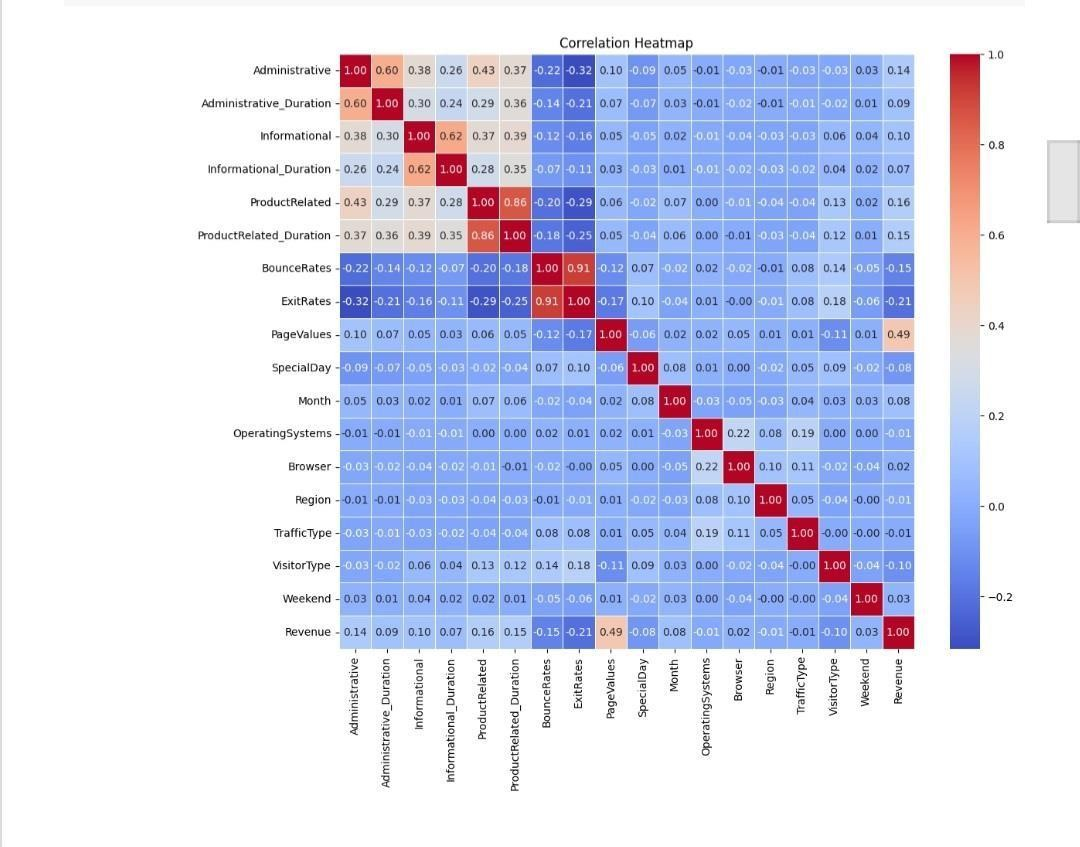 Correlation Heatmap
Administrative 1.00 0.60 0.38 0.26 0.43 0.37 -0.22 -0.32 0.10 -0.09 0.05 -0.01 -0.03 -0.01 -0.03 -0.03 0.03 0.14
Administrative_Duration 0.60 1.00 0.30 0.24 0.29 0.36 -0.14 -0.21 0.07 -0.07 0.03 -0.01 -0.02 -0.01 -0.01 -0.02 0.01 0.09
Informational 0.38 0.30 1.00 0.62 0.37 0.39 -0.12 -0.16 0.05 -0.05 0.02 -0.01 -0.04 -0.03 -0.03 0.06 0.04 0.10
Informational_Duration 0.26 0.24 0.62 1.00 0.28 0.35 -0.07 -0.11 0.03 -0.03 0.01 -0.01 -0.02 -0.03 -0.02 0.04 0.02 0.07
ProductRelated 0.43 0.29 0.37 0.28 1.00 0.86 -0.20 -0.29 0.06 -0.02 0.07 0.00 -0.01 -0.04 -0.04 0.13 0.02 0.16
ProductRelated_Duration 0.37 0.36 0.39 0.35 0.86 1.00 -0.18 -0.25 0.05 -0.04 0.06 0.00 -0.01 -0.03 -0.04 0.12 0.01 0.15
BounceRates -0.22 -0.14 -0.12 -0.07 -0.20 -0.18 1.00 0.91 -0.12 0.07 -0.02 0.02 -0.02 -0.01 0.08 0.14 -0.05 -0.15
ExitRates -0.32 -0.21 -0.16 -0.11 -0.29 -0.25 0.91 1.00 -0.17 0.10 -0.04 0.01 -0.00 -0.01 0.08 0.18 -0.06 -0.21
PageValues 0.10 0.07 0.05 0.03 0.06 0.05 -0.12 -0.17 1.00 -0.06 0.02 0.02 0.05 0.01 0.01 -0.11 0.01 0.49
SpecialDay -0.09 -0.07 -0.05 -0.03 -0.02 -0.04 0.07 0.10 -0.06 1.00 0.08 0.01 0.00 -0.02 0.05 0.09 -0.02 -0.08
Month 0.05 0.03 0.02 0.01 0.07 0.06 -0.02 -0.04 0.02 0.08 1.00 -0.03 -0.05 -0.03 0.04 0.03 0.03 0.08
OperatingSystems -0.01 -0.01 -0.01 -0.01 0.00 0.00 0.02 0.01 0.02 0.01 -0.03 1.00 0.22 0.08 0.19 0.00 0.00 -0.01
Browser -0.03 -0.02 -0.04 -0.02 -0.01 -0.01 -0.02 -0.00 0.05 0.00 -0.05 0.22 1.00 0.10 0.11 -0.02 -0.04 0.02
Region -0.01 -0.01 -0.03 -0.03 -0.04 -0.03 -0.01 -0.01 0.01 -0.02 -0.03 0.08 0.10 1.00 0.05 -0.04 -0.00 -0.01
TrafficType -0.03 -0.01 -0.03 -0.02 -0.04 -0.04 0.08 0.08 0.01 0.05 0.04 0.19 0.11 0.05 1.00 -0.00 -0.00 -0.01
VisitorType -0.03 -0.02 0.06 0.04 0.13 0.12 0.14 0.18 -0.11 0.09 0.03 0.00 -0.02 -0.04 -0.00 1.00 -0.04 -0.10
Weekend 0.03 0.01 0.04 0.02 0.02 0.01 -0.05 -0.06 0.01 -0.02 0.03 0.00 -0.04 -0.00 -0.00 -0.04 1.00 0.03
Revenue 0.14 0.09 0.10 0.07 0.16 0.15 -0.15 -0.21 0.49 -0.08 0.08 -0.01 0.02 -0.01 -0.01 -0.10 0.03 1.00
Administrative
Administrative_Duration
Informational
Informational_Duration
ProductRelated
ProductRelated_Duration
BounceRates
ExitRates
PageValues
SpecialDay
Month
OperatingSystems
Browser
Region
TrafficType
VisitorType
Weekend
Revenue
1.0
0.8
0.6
0.4
0.2
0.0
−0.2